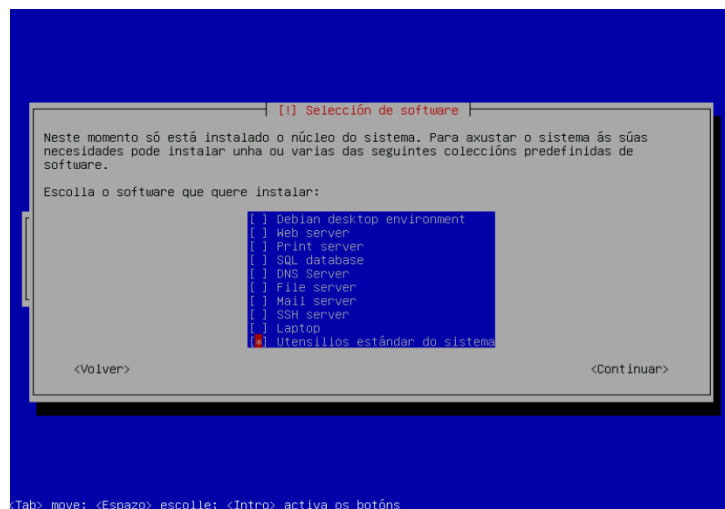 [!] Selección de software
Neste momento só está instalado o núcleo do sistema. Para axustar o sistema ás súas
necesidades pode instalar unha ou varias das seguintes coleccións predefinidas de
software.
Escolla o software que quere instalar:
[ ] Debian desktop environment
[ ] Web server
[ ] Print server
[ ] SQL database
[ ] DNS Server
[ ] File server
[ ] Mail server
[ ] SSH server
[ ] Laptop
[*] Utensilios estándar do sistema
<Volver> <Continuar>
<Tab> move; <Espazo> escolle; <Intro> activa os botóns